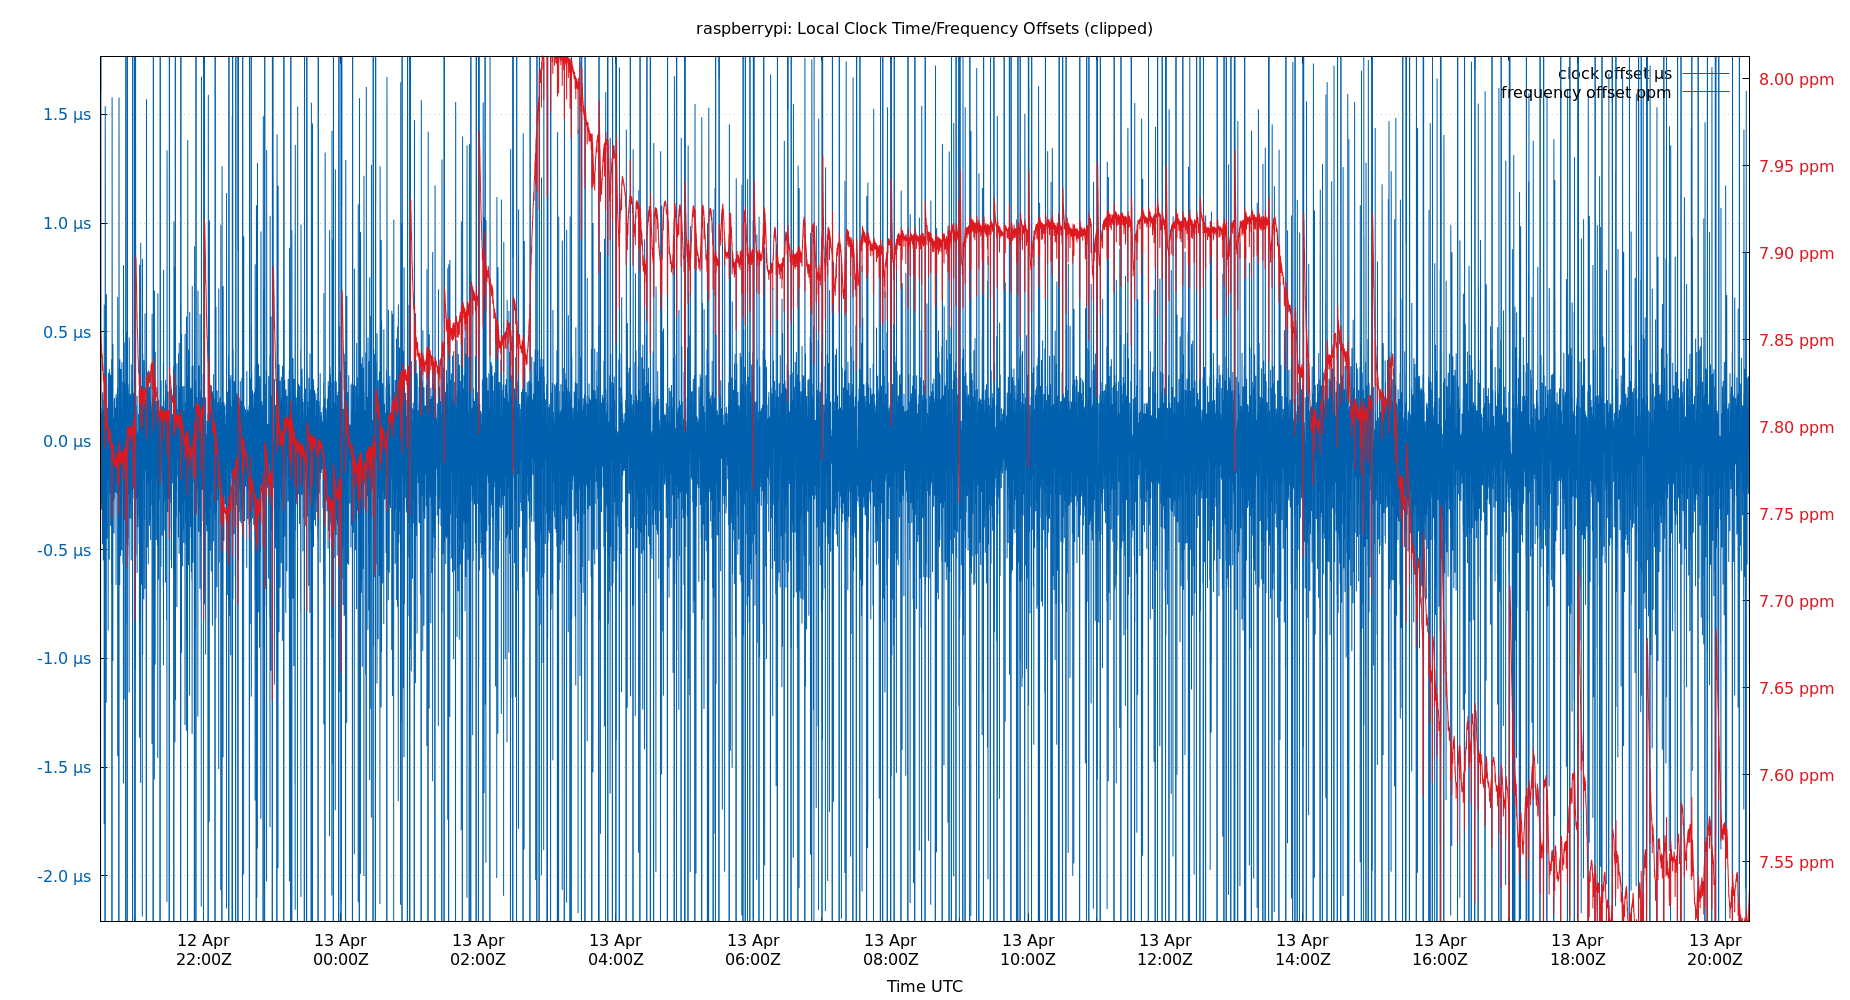 raspberrypi: Local Clock Time/Frequency Offsets (clipped)
clock offset µs
frequency offset ppm
1.5 µs
1.0 µs
0.5 µs
0.0 µs
-0.5 µs
-1.0 µs
-1.5 µs
-2.0 µs
8.00 ppm
7.95 ppm
7.90 ppm
7.85 ppm
7.80 ppm
7.75 ppm
7.70 ppm
7.65 ppm
7.60 ppm
7.55 ppm
12 Apr 13 Apr 13 Apr 13 Apr 13 Apr 13 Apr 13 Apr 13 Apr 13 Apr 13 Apr 13 Apr 13 Apr
22:00Z 00:00Z 02:00Z 04:00Z 06:00Z 08:00Z 10:00Z 12:00Z 14:00Z 16:00Z 18:00Z 20:00Z
Time UTC